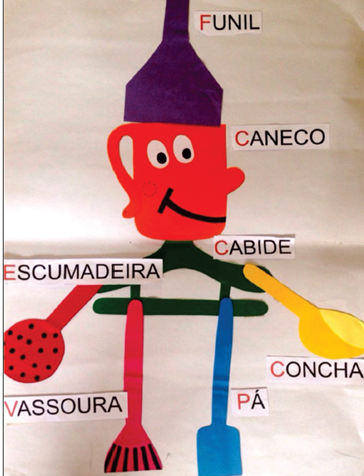 FUNIL
CANECO
CABIDE
ESCUMADEIRA
CONCHA
VASSOURA
PÁ